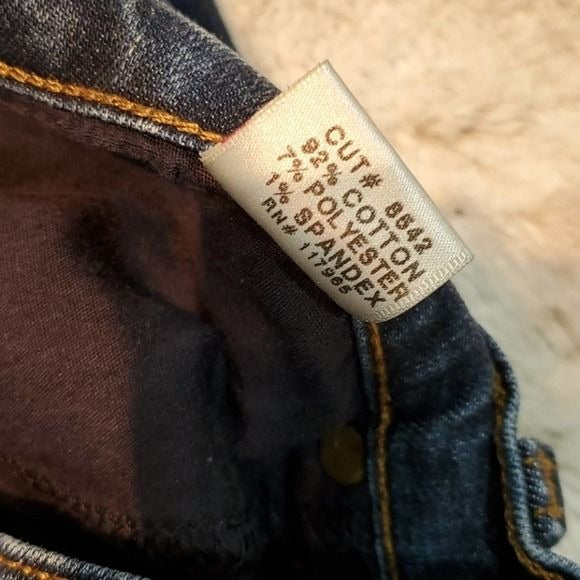 CUT# 8642
92% COTTON
7% POLYESTER
1% SPANDEX
RN# 117965